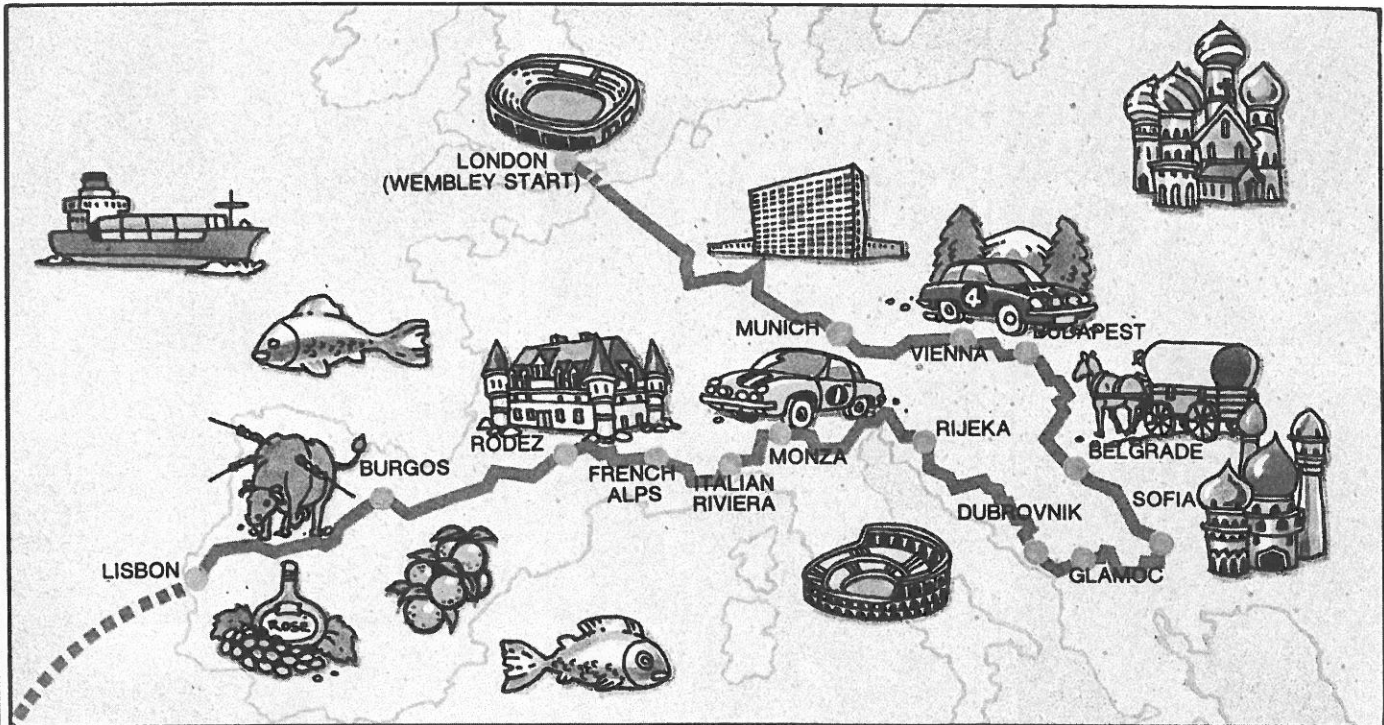 LONDON
(WEMBLEY START)
MUNICH
VIENNA
BUDAPEST
4
1
RODEZ
RIJEKA
BELGRADE
MONZA
BURGOS
FRENCH
ALPS
ITALIAN
RIVIERA
SOFIA
DUBROVNIK
GLAMOC
LISBON
ROSE